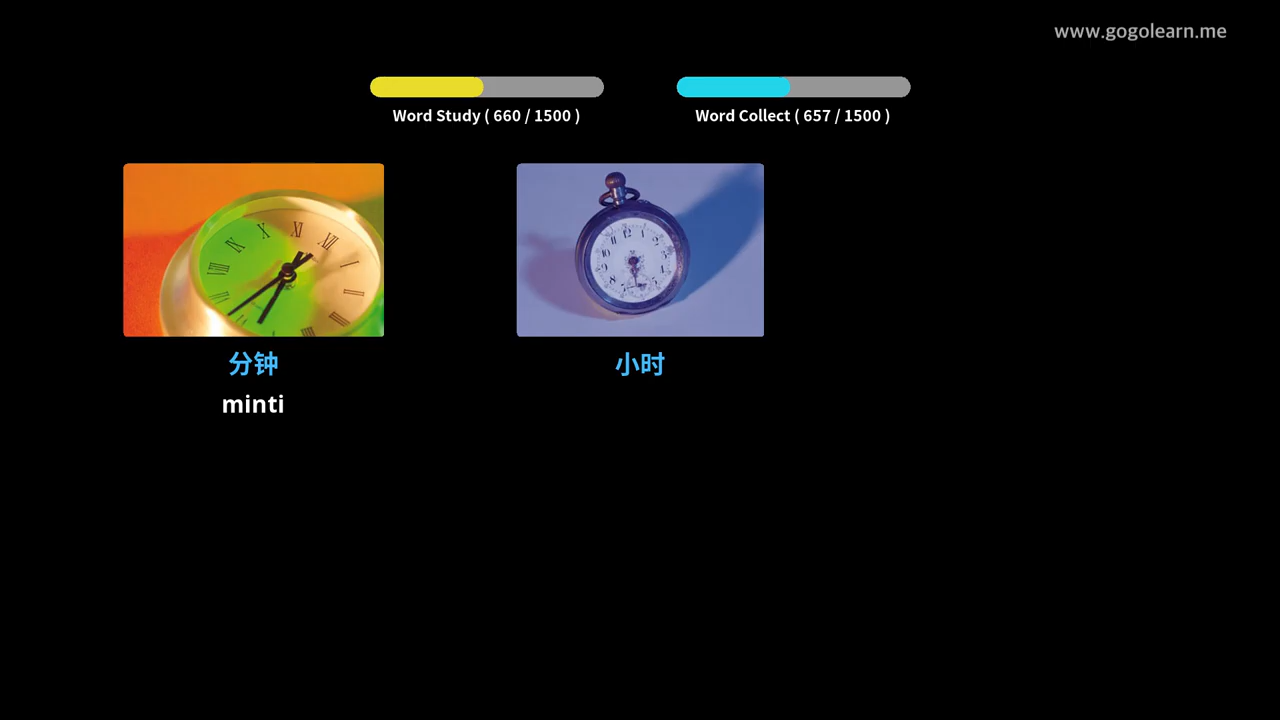 www.gogolearn.me
Word Study ( 660 / 1500 )
Word Collect ( 657 / 1500 )
分钟
小时
minti